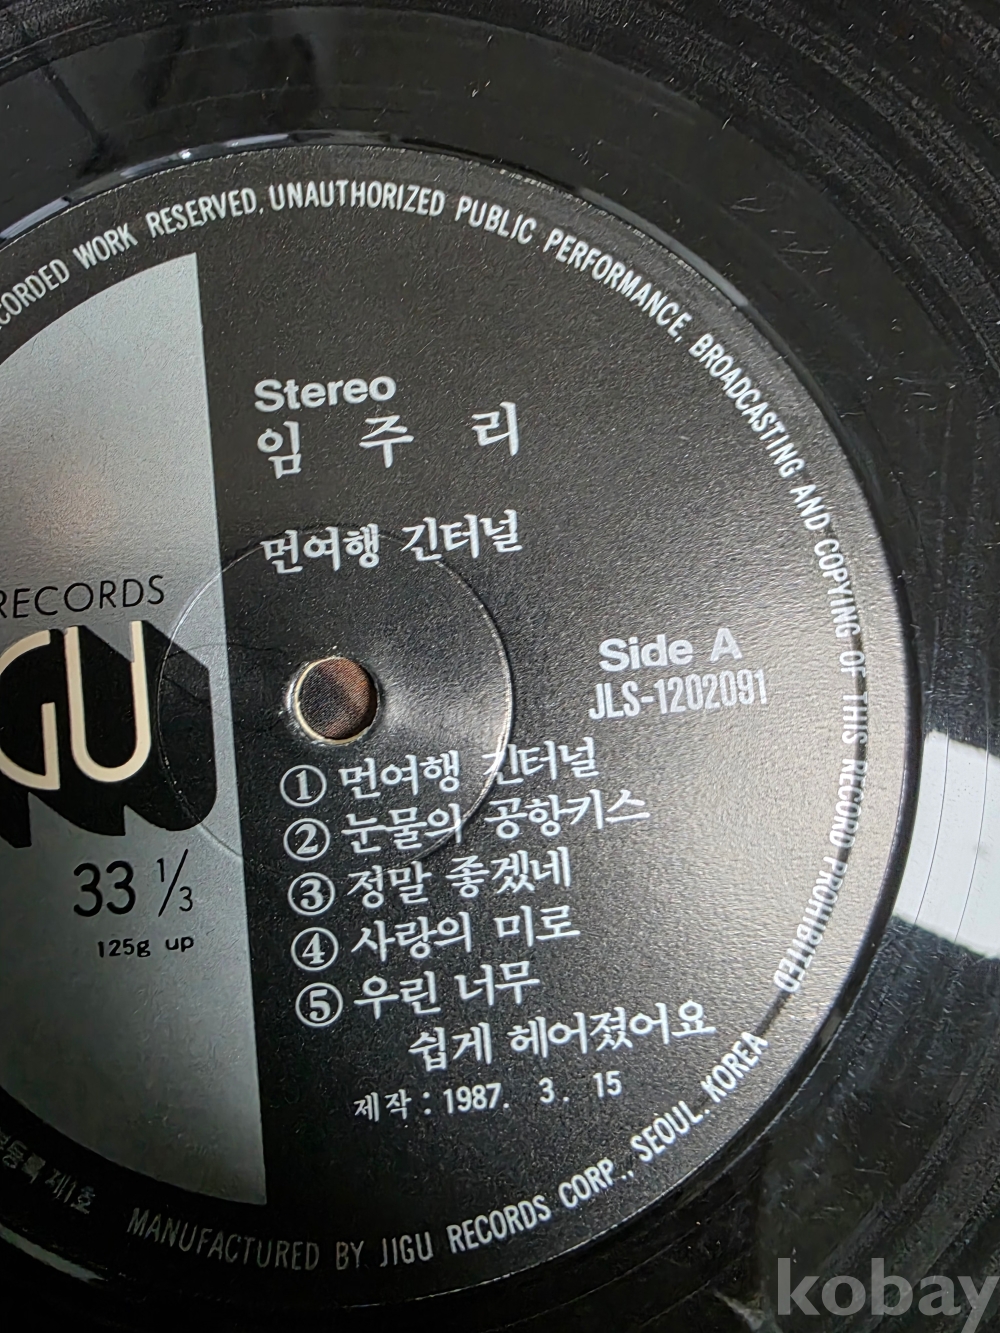 WORK RESERVED. UNAUTHORIZED PUBLIC PERFORMANCE, BROADCASTING AND COPYING OF THIS RECORD PROHIBITED
Stereo
임 주 리
먼여행 긴터널
RECORDS
GU
Side A
JLS-1202091
① 먼여행 긴터널
② 눈물의 공항키스
③ 정말 좋겠네
④ 사랑의 미로
⑤ 우린 너무
쉽게 헤어졌어요
33 1/3
125g up
제작 : 1987. 3. 15
제1호
MANUFACTURED BY JIGU RECORDS CORP., SEOUL. KOREA
kobay